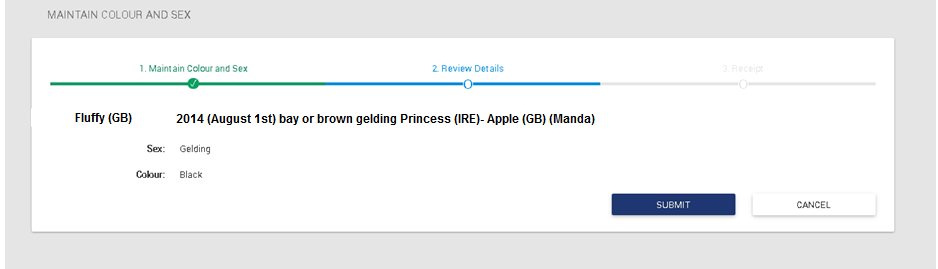 MAINTAIN COLOUR AND SEX
1. Maintain Colour and Sex
2. Review Details
3. Receipt
Fluffy (GB) 2014 (August 1st) bay or brown gelding Princess (IRE)- Apple (GB) (Manda)
Sex: Gelding
Colour: Black
SUBMIT CANCEL